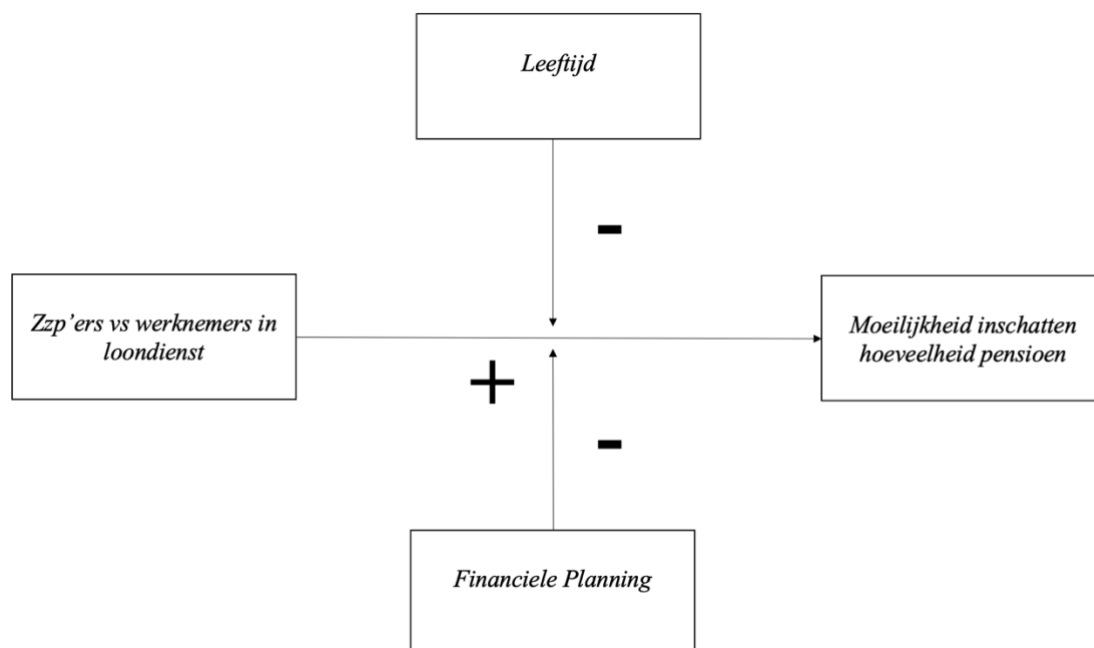 Leeftijd
-
Zzp'ers vs werknemers in
loondienst
Moeilijkheid inschatten
hoeveelheid pensioen
+
-
Financiele Planning